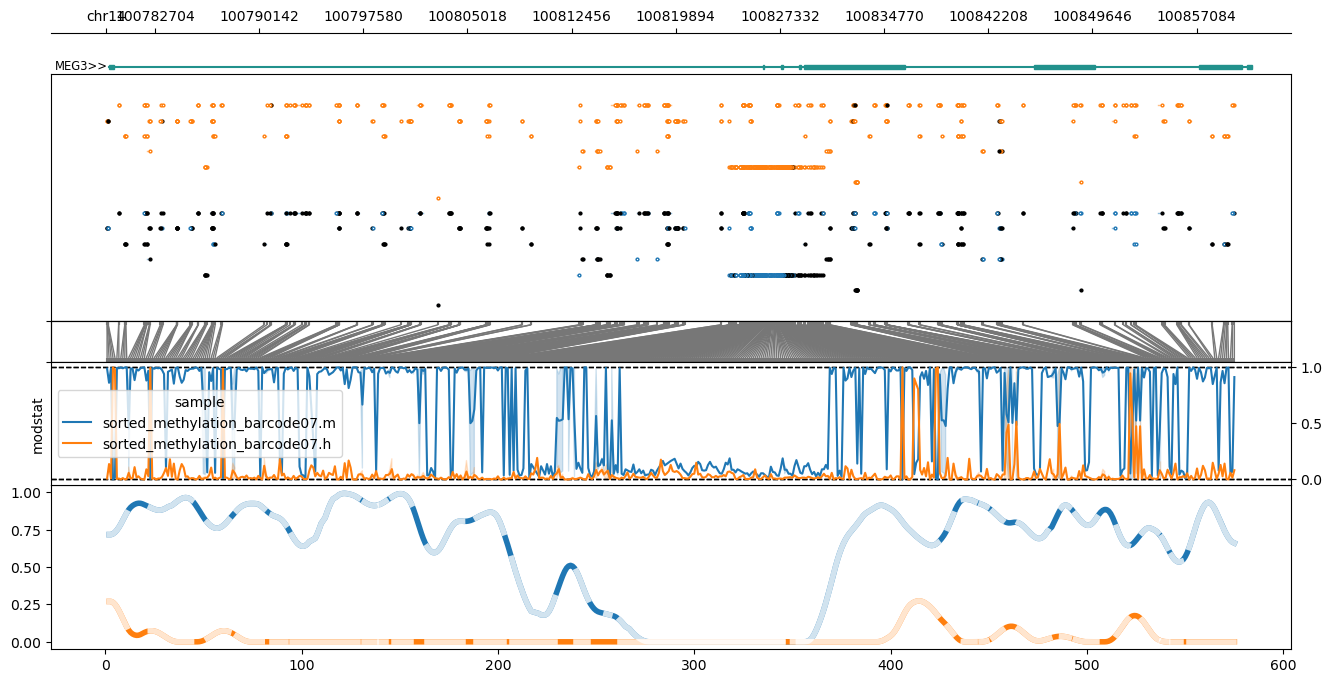 chr14 100782704 100790142 100797580 100805018 100812456 100819894 100827332 100834770 100842208 100849646 100857084
MEG3>>
modstat
sample
sorted_methylation_barcode07.m
sorted_methylation_barcode07.h
1.0
0.5
0.0
1.00
0.75
0.50
0.25
0.00
0 100 200 300 400 500 600